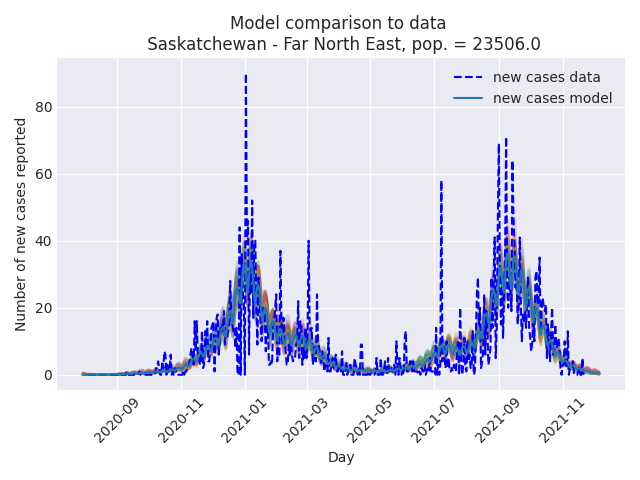 Model comparison to data
Saskatchewan - Far North East, pop. = 23506.0
new cases data
new cases model
Number of new cases reported
80
60
40
20
0
2020-09
2020-11
2021-01
2021-03
2021-05
2021-07
2021-09
2021-11
Day